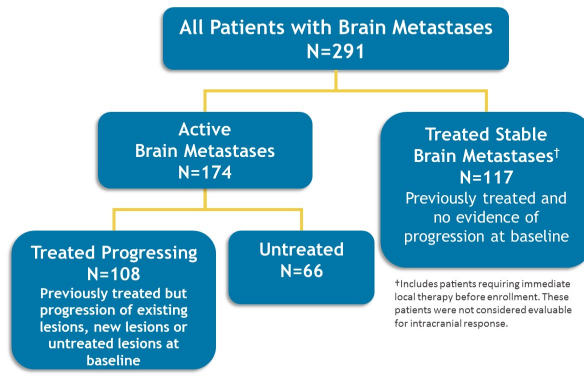 All Patients with Brain Metastases
N=291
Active
Brain Metastases
N=174
Treated Stable
Brain Metastases†
N=117
Previously treated and
no evidence of
progression at baseline
Treated Progressing
N=108
Previously treated but
progression of existing
lesions, new lesions or
untreated lesions at
baseline
Untreated
N=66
†Includes patients requiring immediate
local therapy before enrollment. These
patients were not considered evaluable
for intracranial response.